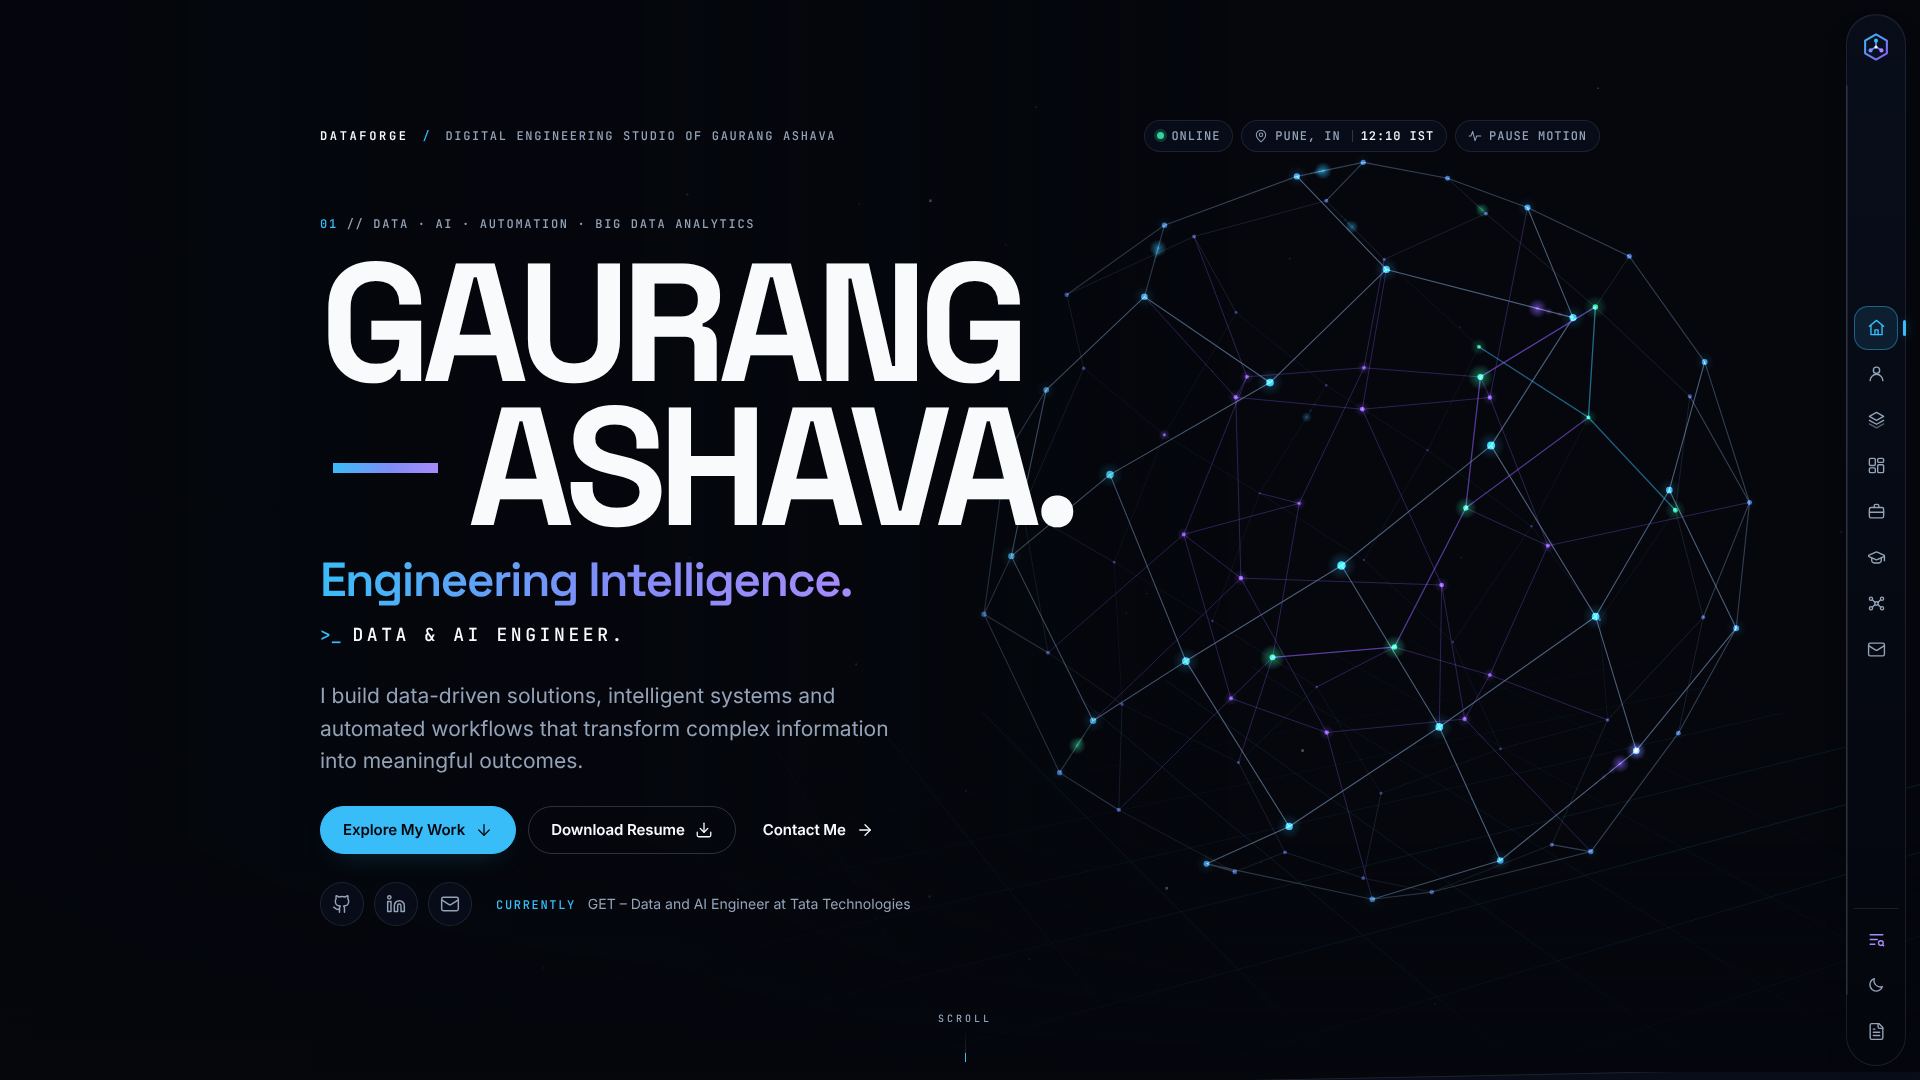 DATAFORGE / DIGITAL ENGINEERING STUDIO OF GAURANG ASHAVA
ONLINE
PUNE, IN | 12:10 IST
PAUSE MOTION
01 // DATA · AI · AUTOMATION · BIG DATA ANALYTICS
GAURANG
ASHAVA.
Engineering Intelligence.
>_ DATA & AI ENGINEER.
I build data-driven solutions, intelligent systems and
automated workflows that transform complex information
into meaningful outcomes.
Explore My Work
Download Resume
Contact Me
CURRENTLY GET – Data and AI Engineer at Tata Technologies
SCROLL